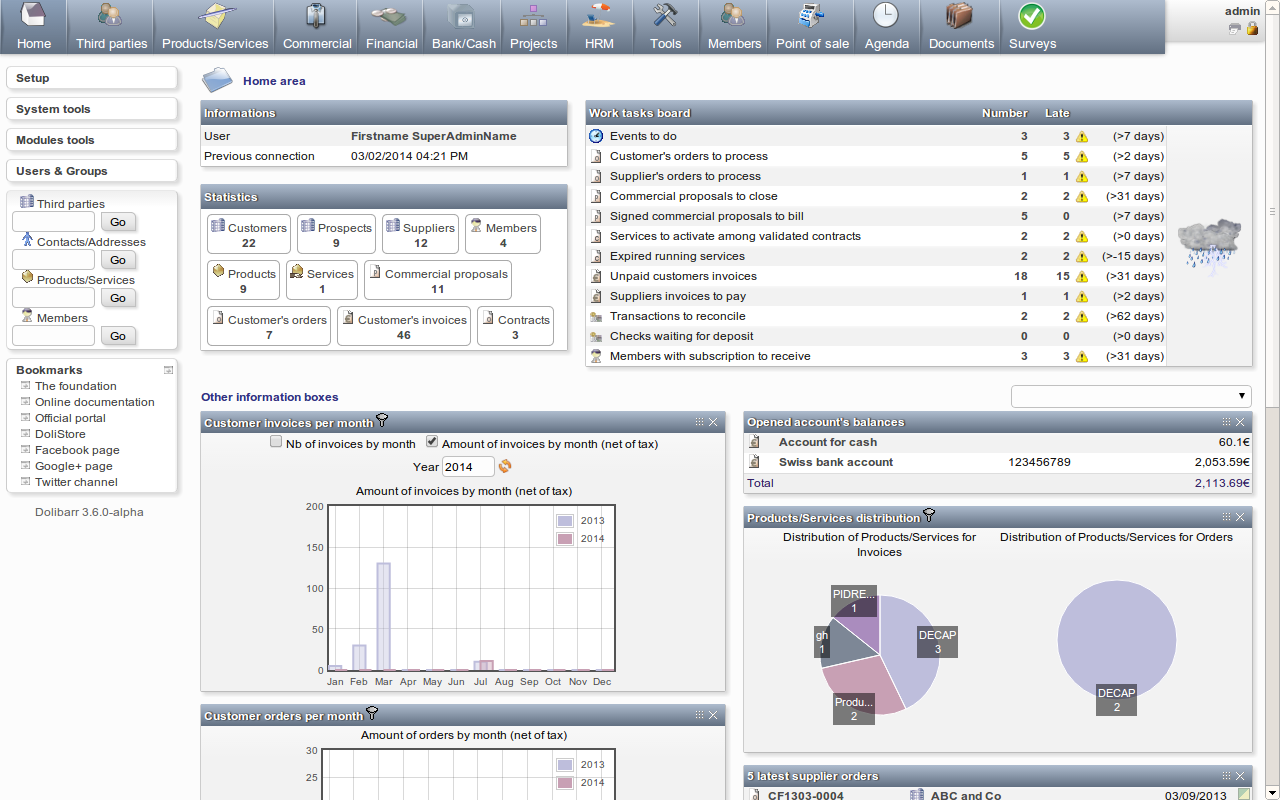 Home Third parties Products/Services Commercial Financial Bank/Cash Projects HRM Tools Members Point of sale Agenda Documents Surveys
admin
Setup
System tools
Modules tools
Users & Groups
Third parties
Go
Contacts/Addresses
Go
Products/Services
Go
Members
Go
Bookmarks
The foundation
Online documentation
Official portal
DoliStore
Facebook page
Google+ page
Twitter channel
Dolibarr 3.6.0-alpha
Home area
Informations
User Firstname SuperAdminName
Previous connection 03/02/2014 04:21 PM
Statistics
Customers Prospects Suppliers Members
22 9 12 4
Products Services Commercial proposals
9 1 11
Customer's orders Customer's invoices Contracts
7 46 3
Work tasks board Number Late
Events to do 3 3 (>7 days)
Customer's orders to process 5 5 (>2 days)
Supplier's orders to process 1 1 (>7 days)
Commercial proposals to close 2 2 (>31 days)
Signed commercial proposals to bill 5 0 (>7 days)
Services to activate among validated contracts 2 2 (>0 days)
Expired running services 2 2 (>-15 days)
Unpaid customers invoices 18 15 (>31 days)
Suppliers invoices to pay 1 1 (>2 days)
Transactions to reconcile 2 2 (>62 days)
Checks waiting for deposit 0 0 (>0 days)
Members with subscription to receive 3 3 (>31 days)
Other information boxes
Customer invoices per month
Nb of invoices by month Amount of invoices by month (net of tax)
Year 2014
Amount of invoices by month (net of tax)
200
150
100
50
0
2013
2014
Jan Feb Mar Apr May Jun Jul Aug Sep Oct Nov Dec
Customer orders per month
Amount of orders by month (net of tax)
30
25
2013
2014
Opened account's balances
Account for cash 60.1€
Swiss bank account 123456789 2,053.59€
Total 2,113.69€
Products/Services distribution
Distribution of Products/Services for
Invoices
PIDRE...
1
gh
1
DECAP
3
Produ...
2
Distribution of Products/Services for Orders
DECAP
2
5 latest supplier orders
CF1303-0004 ABC and Co 03/09/2013